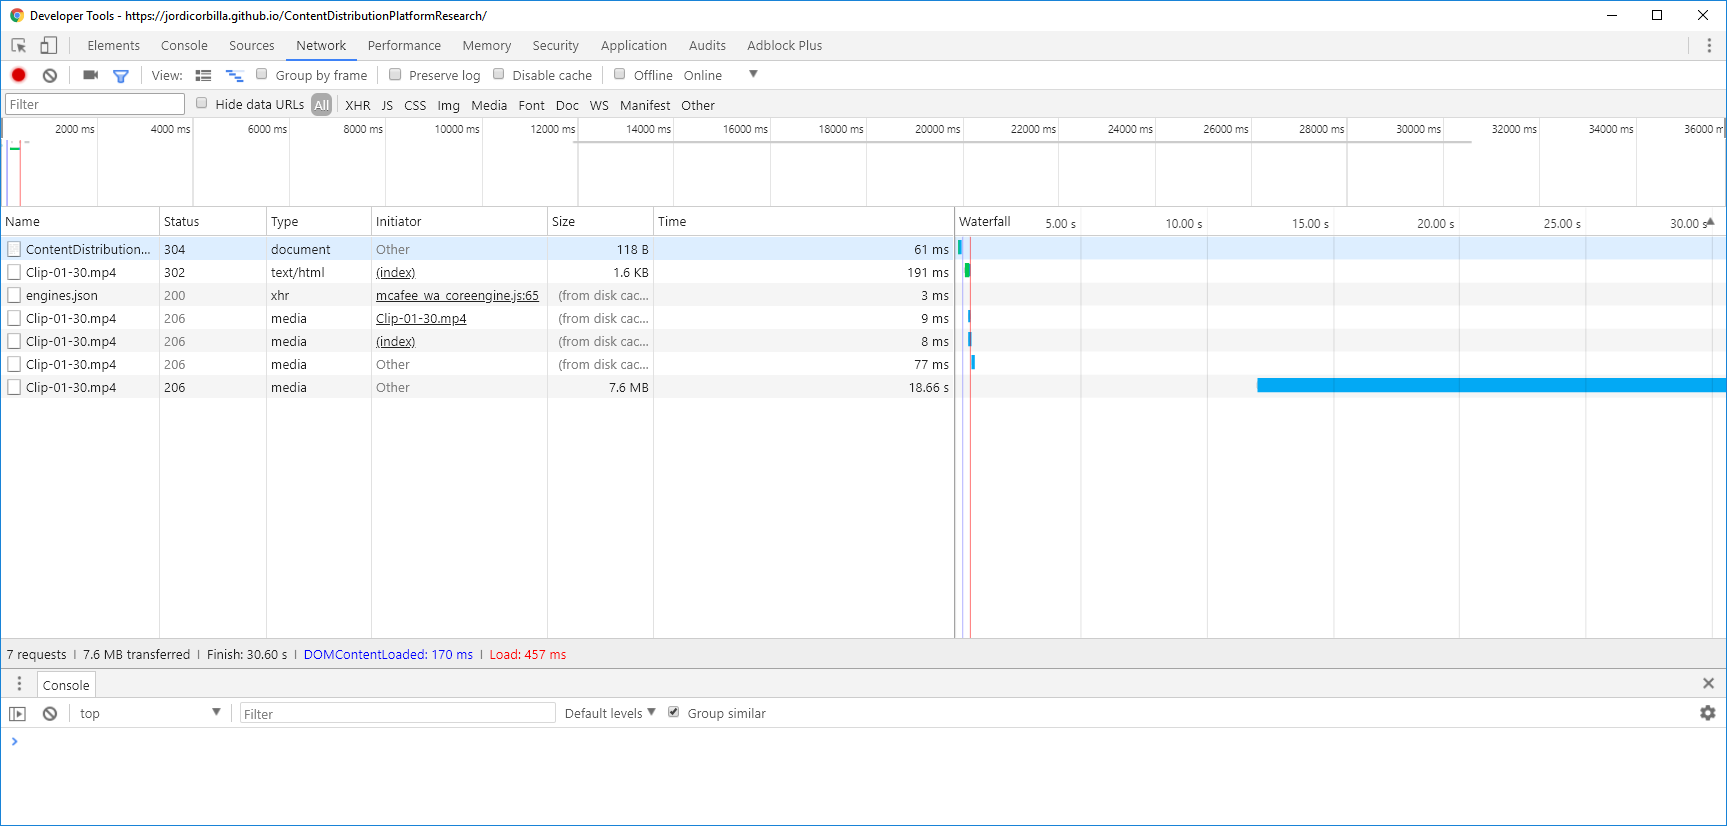 Developer Tools - https://jordicorbilla.github.io/ContentDistributionPlatformResearch/
Elements Console Sources Network Performance Memory Security Application Audits Adblock Plus
View: Group by frame Preserve log Disable cache Offline Online
Filter Hide data URLs All XHR JS CSS Img Media Font Doc WS Manifest Other
2000 ms 4000 ms 6000 ms 8000 ms 10000 ms 12000 ms 14000 ms 16000 ms 18000 ms 20000 ms 22000 ms 24000 ms 26000 ms 28000 ms 30000 ms 32000 ms 34000 ms 36000 m
Name Status Type Initiator Size Time Waterfall 5.00 s 10.00 s 15.00 s 20.00 s 25.00 s 30.00 s
ContentDistribution... 304 document Other 118 B 61 ms
Clip-01-30.mp4 302 text/html (index) 1.6 KB 191 ms
engines.json 200 xhr mcafee_wa_coreengine.js:65 (from disk cac... 3 ms
Clip-01-30.mp4 206 media Clip-01-30.mp4 (from disk cac... 9 ms
Clip-01-30.mp4 206 media (index) (from disk cac... 8 ms
Clip-01-30.mp4 206 media Other (from disk cac... 77 ms
Clip-01-30.mp4 206 media Other 7.6 MB 18.66 s
7 requests | 7.6 MB transferred | Finish: 30.60 s | DOMContentLoaded: 170 ms | Load: 457 ms
Console
top Filter Default levels Group similar